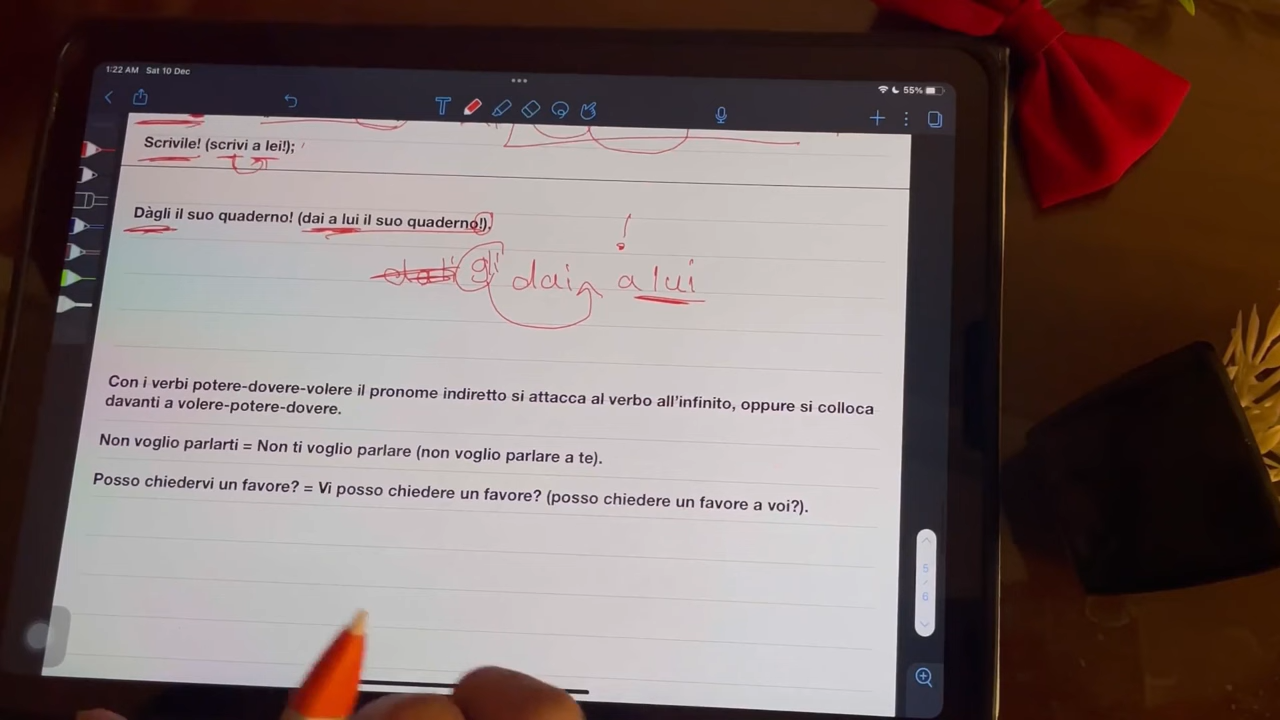 1:22 AM Sat 10 Dec
55%
T
Scrivile! (scrivi a lei!);
Dàgli il suo quaderno! (dai a lui il suo quaderno!),
!
gli dai a lui
Con i verbi potere-dovere-volere il pronome indiretto si attacca al verbo all'infinito, oppure si colloca
davanti a volere-potere-dovere.
Non voglio parlarti = Non ti voglio parlare (non voglio parlare a te).
Posso chiedervi un favore? = Vi posso chiedere un favore? (posso chiedere un favore a voi?).
5
/
6